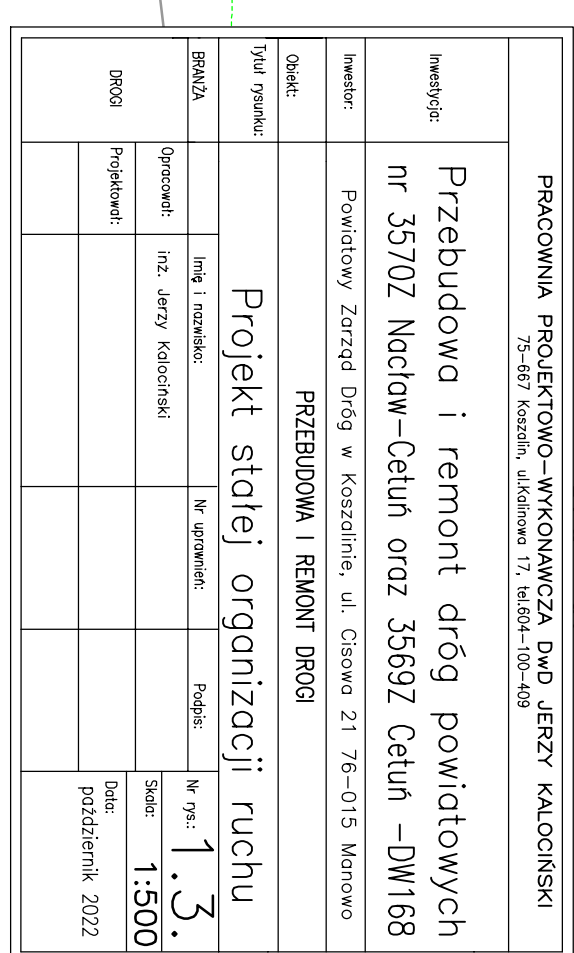 PRACOWNIA PROJEKTOWO-WYKONAWCZA DwD JERZY KALOCIŃSKI
75-667 Koszalin, ul.Kalinowa 17, tel.604-100-409
Inwestycja:
Przebudowa i remont dróg powiatowych
nr 3570Z Nacław-Cetuń oraz 3569Z Cetuń -DW168
Inwestor:
Powiatowy Zarząd Dróg w Koszalinie, ul. Cisowa 21 76-015 Manowo
Obiekt:
PRZEBUDOWA I REMONT DROGI
Tytuł rysunku:
Projekt stałej organizacji ruchu
BRANŻA
Imię i nazwisko:
Nr uprawnień:
Podpis:
Nr rys.:
1.3.
DROGI
Opracował:
inż. Jerzy Kalociński
Skala:
1:500
Projektował:
Data:
październik 2022